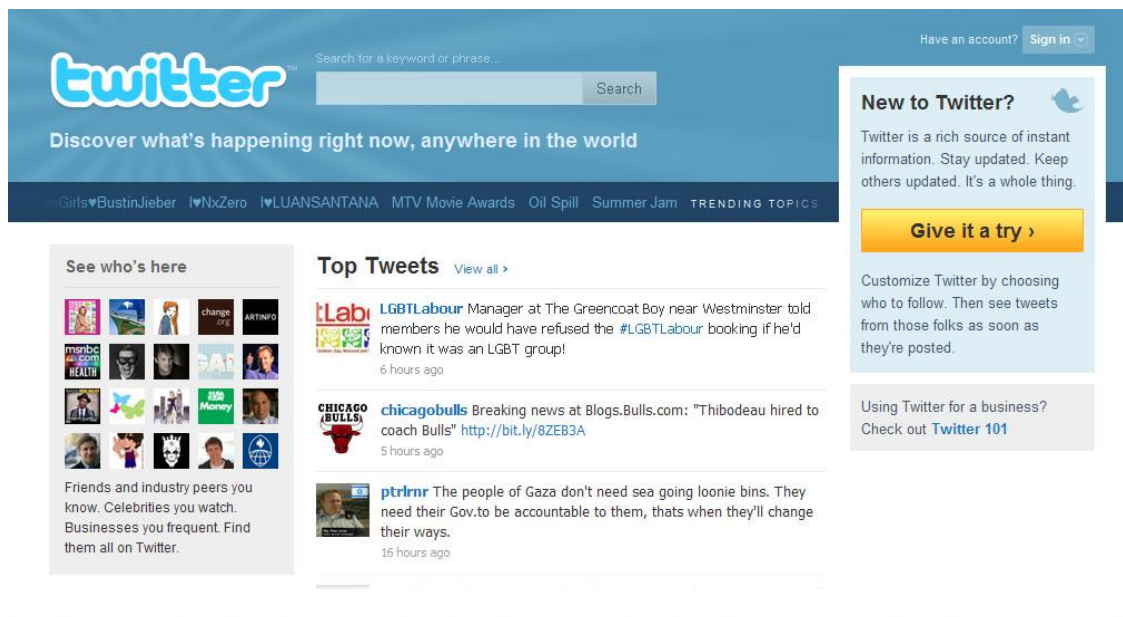 Have an account? Sign in
twitter™
Search for a keyword or phrase...
Search
Discover what's happening right now, anywhere in the world
Girls♥BustinJieber I♥NxZero I♥LUANSANTANA MTV Movie Awards Oil Spill Summer Jam TRENDING TOPICS
New to Twitter?
Twitter is a rich source of instant
information. Stay updated. Keep
others updated. It's a whole thing.
Give it a try ›
Customize Twitter by choosing
who to follow. Then see tweets
from those folks as soon as
they're posted.
Using Twitter for a business?
Check out Twitter 101
See who's here
change
.org
ARTINFO
msnbc
.com
HEALTH
GAP
Money
Friends and industry peers you
know. Celebrities you watch.
Businesses you frequent. Find
them all on Twitter.
Top Tweets View all ›
tLabo
LGBTLabour Manager at The Greencoat Boy near Westminster told
members he would have refused the #LGBTLabour booking if he'd
known it was an LGBT group!
6 hours ago
CHICAGO
BULLS
chicagobulls Breaking news at Blogs.Bulls.com: "Thibodeau hired to
coach Bulls" http://bit.ly/8ZEB3A
5 hours ago
ptrlrnr The people of Gaza don't need sea going loonie bins. They
need their Gov.to be accountable to them, thats when they'll change
their ways.
16 hours ago